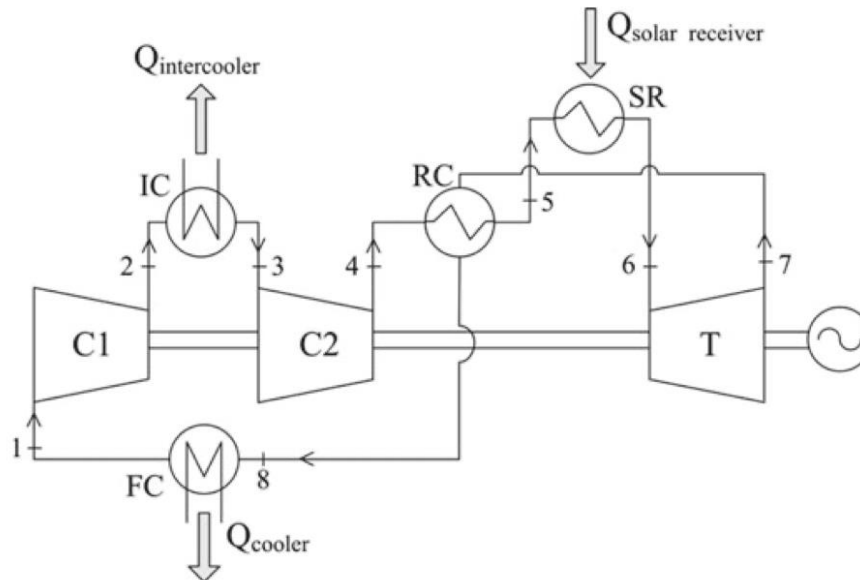 Qsolar receiver
Qintercooler
SR
IC
RC
5
2
3
4
6
7
C1
C2
T
1
FC
8
Qcooler